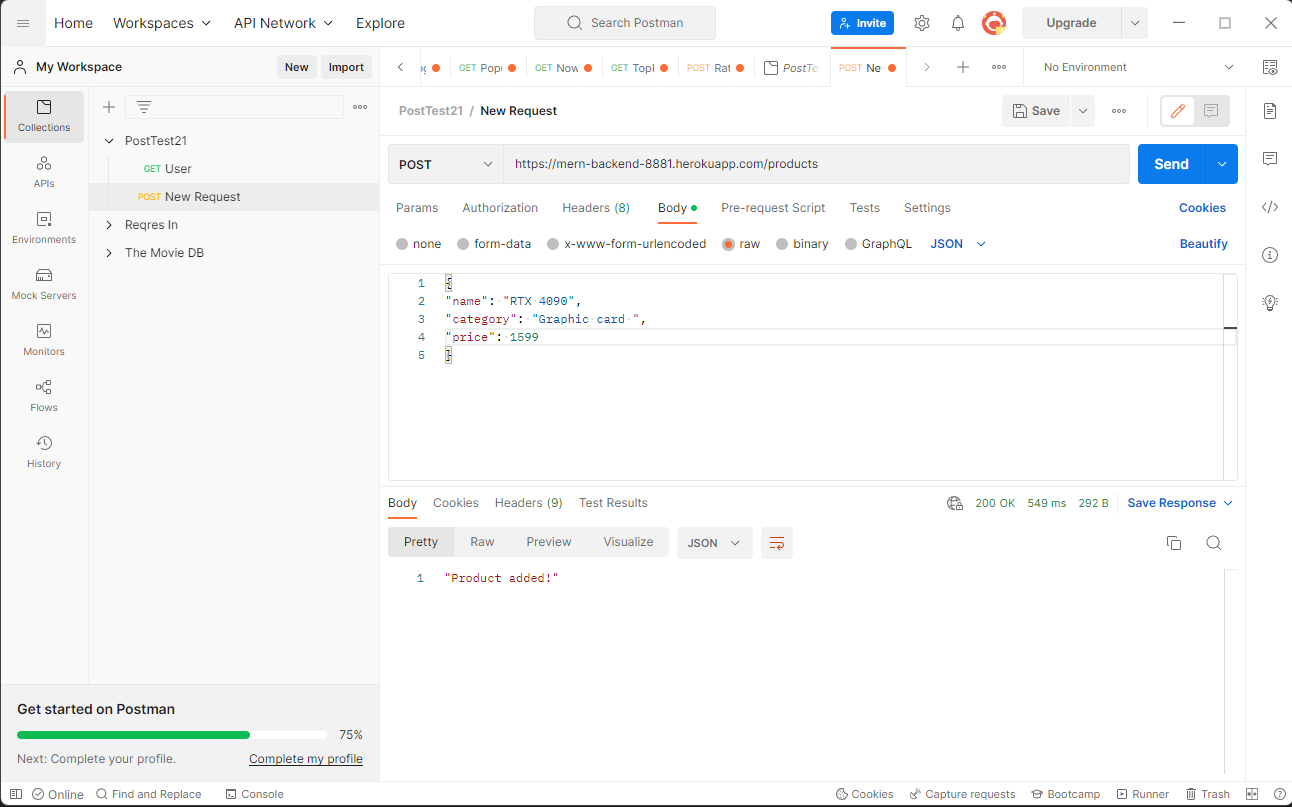 Home Workspaces API Network Explore Search Postman Invite Upgrade
My Workspace New Import
GET Pop GET Now GET Topl POST Rat PostTe POST Ne No Environment
Collections
APIs
Environments
Mock Servers
Monitors
Flows
History
PostTest21
GET User
POST New Request
Reqres In
The Movie DB
PostTest21 / New Request Save
POST https://mern-backend-8881.herokuapp.com/products Send
Params Authorization Headers (8) Body Pre-request Script Tests Settings Cookies
none form-data x-www-form-urlencoded raw binary GraphQL JSON Beautify
1 {
2 "name": "RTX 4090",
3 "category": "Graphic card ",
4 "price": 1599
5 }
Body Cookies Headers (9) Test Results 200 OK 549 ms 292 B Save Response
Pretty Raw Preview Visualize JSON
1 "Product added!"
Get started on Postman
75%
Next: Complete your profile. Complete my profile
Online Find and Replace Console Cookies Capture requests Bootcamp Runner Trash